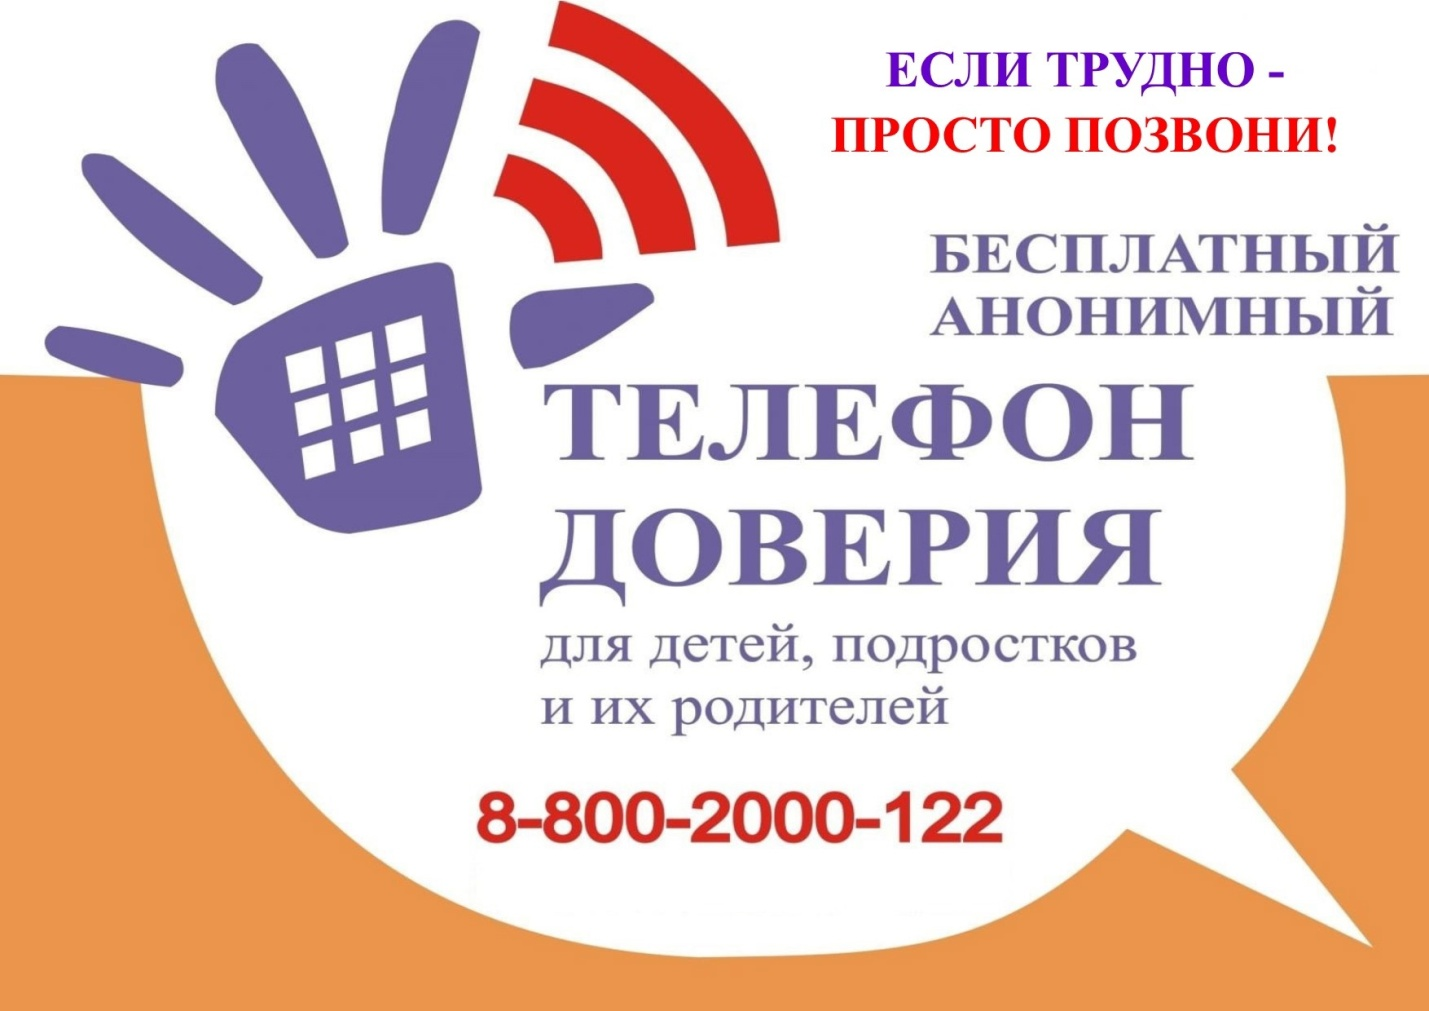 ЕСЛИ ТРУДНО -
ПРОСТО ПОЗВОНИ!
БЕСПЛАТНЫЙ
АНОНИМНЫЙ
ТЕЛЕФОН
ДОВЕРИЯ
для детей, подростков
и их родителей
8-800-2000-122